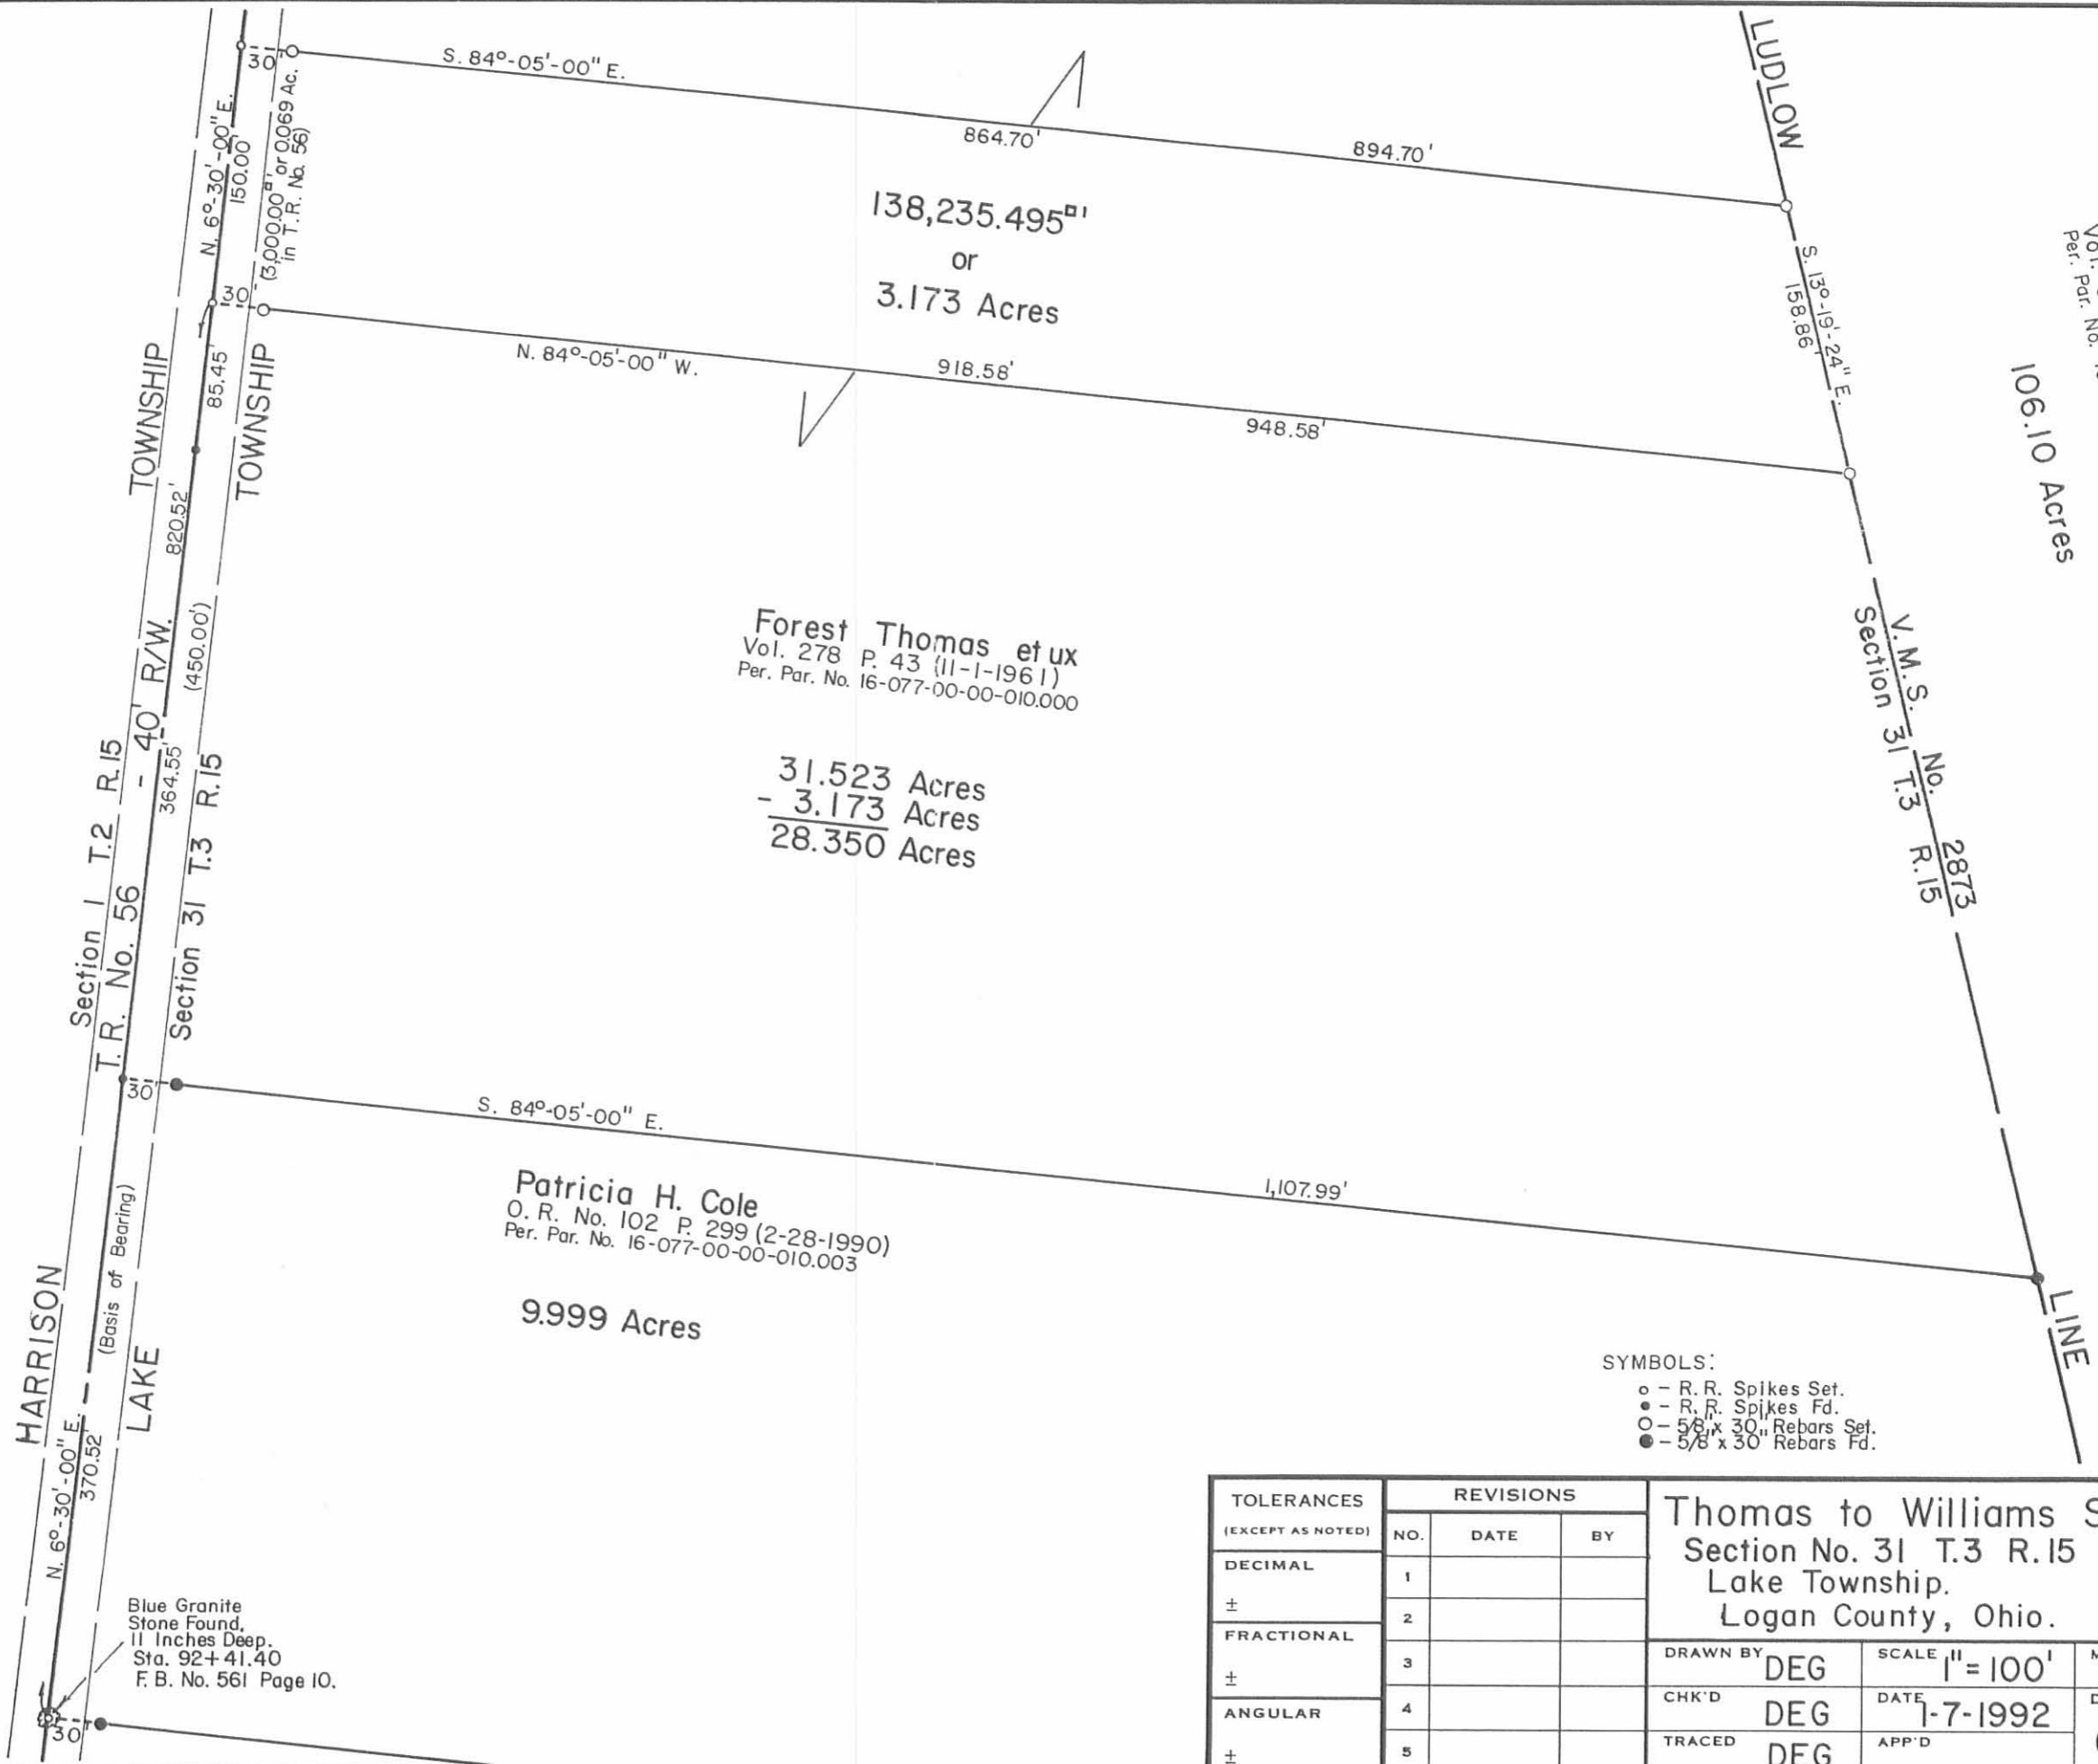 S. 84°-05'-00" E.
864.70'
894.70'
LUDLOW
30'
N. 6°-30'-00" E.
150.00'
(3,000.00□' or 0.069 Ac.
in T.R. No. 56)
138,235.495□'
or
3.173 Acres
S. 13°-19'-24" E.
158.86'
Per. Par. No.
106.10 Acres
30'
N. 84°-05'-00" W.
918.58'
948.58'
85.45'
TOWNSHIP
TOWNSHIP
820.52'
(450.00')
364.55'
Forest Thomas et ux
Vol. 278 P. 43 (11-1-1961)
Per. Par. No. 16-077-00-00-010.000
31.523 Acres
- 3.173 Acres
28.350 Acres
V. M. S. No. 2873
Section 31 T.3 R.15
Section 1 T.2 R.15
T. R. No. 56 - 40' R/W.
Section 31 T.3 R.15
30'
S. 84°-05'-00" E.
1,107.99'
Patricia H. Cole
O. R. No. 102 P. 299 (2-28-1990)
Per. Par. No. 16-077-00-00-010.003
9.999 Acres
(Basis of Bearing)
HARRISON
LAKE
N. 6°-30'-00" E.
370.52'
LINE
Blue Granite
Stone Found,
11 Inches Deep.
Sta. 92+41.40
F. B. No. 561 Page 10.
30'
SYMBOLS:
o - R. R. Spikes Set.
● - R. R. Spikes Fd.
O - 5/8" x 30" Rebars Set.
● - 5/8" x 30" Rebars Fd.
TOLERANCES
(EXCEPT AS NOTED)
DECIMAL
±
FRACTIONAL
±
ANGULAR
±
REVISIONS
NO. DATE BY
1
2
3
4
5
Thomas to Williams S
Section No. 31 T.3 R.15
Lake Township.
Logan County, Ohio.
DRAWN BY DEG
SCALE 1" = 100'
CHK'D DEG
DATE 1-7-1992
TRACED DEG
APP'D